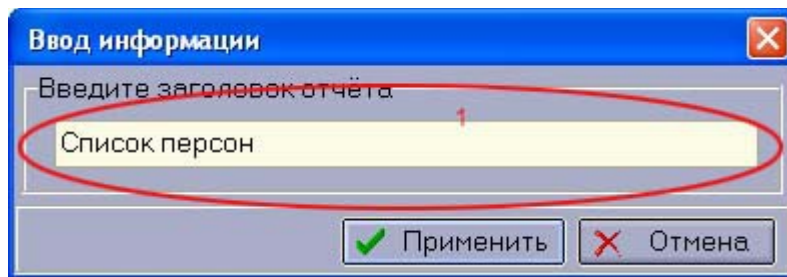 Ввод информации
Введите заголовок отчёта
1
Список персон
Применить Отмена